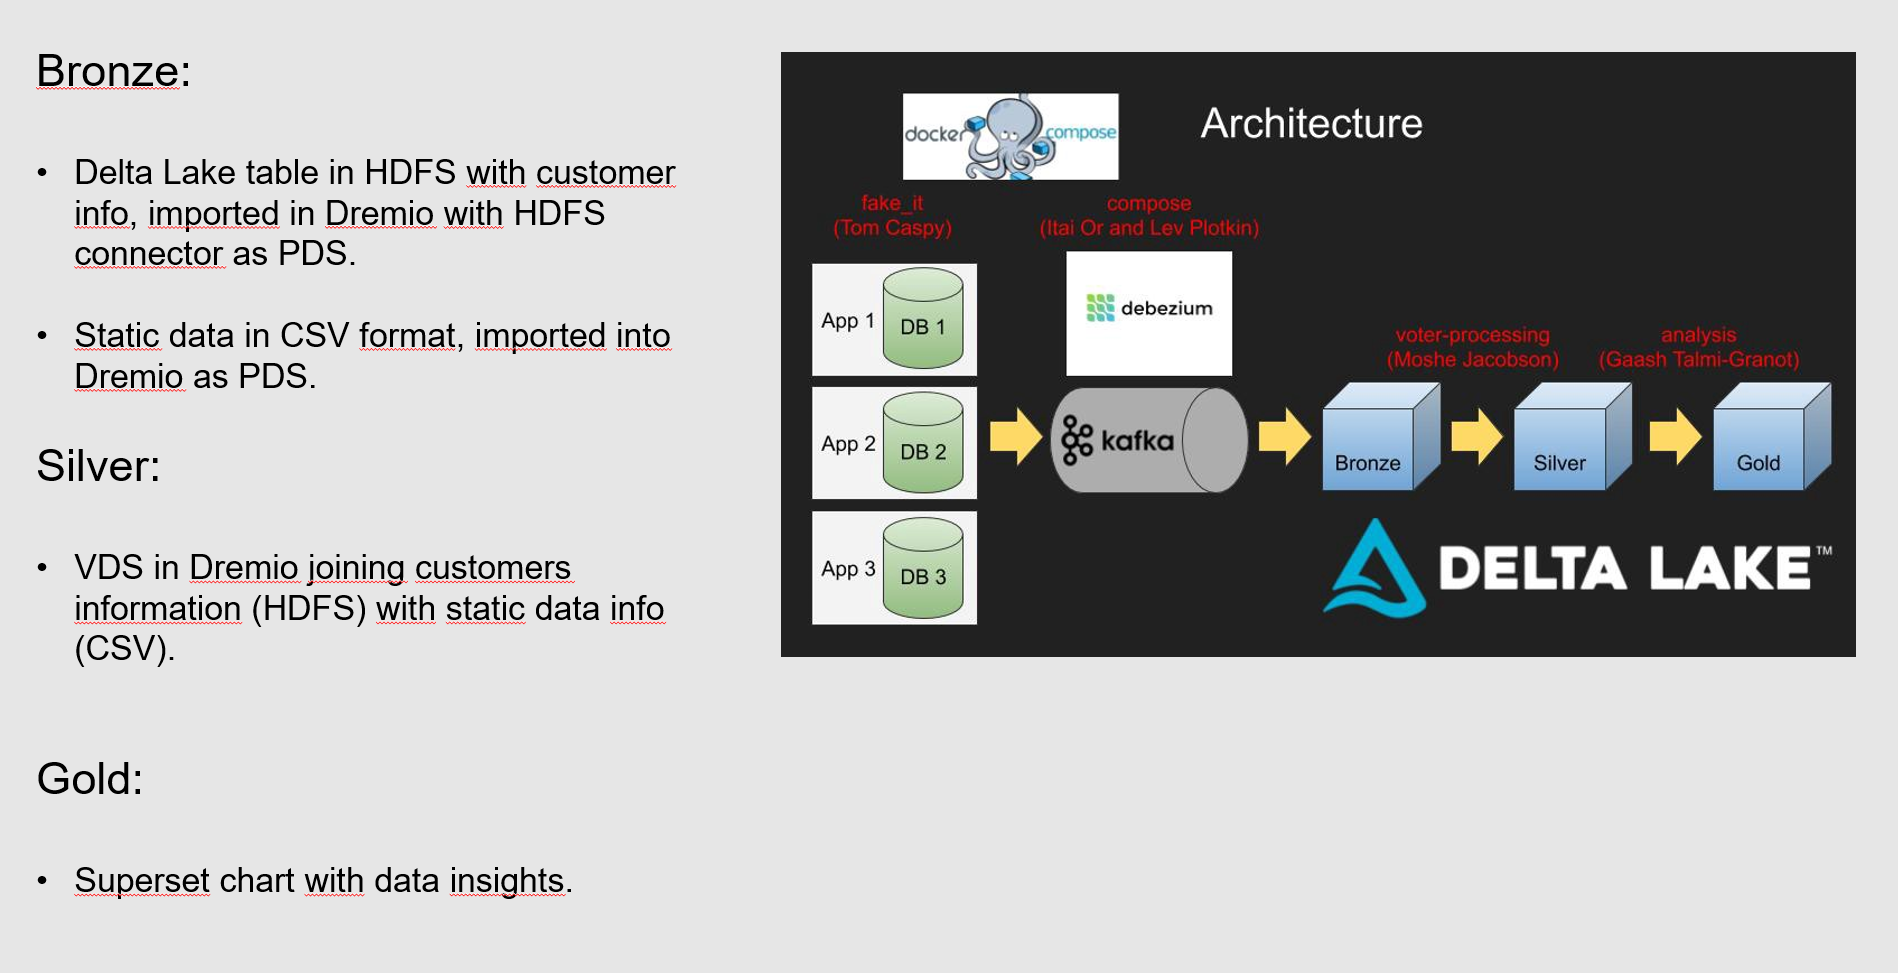 Bronze:
• Delta Lake table in HDFS with customer
info, imported in Dremio with HDFS
connector as PDS.
• Static data in CSV format, imported into
Dremio as PDS.
Silver:
• VDS in Dremio joining customers
information (HDFS) with static data info
(CSV).
Gold:
• Superset chart with data insights.
Architecture
docker compose
fake_it
(Tom Caspy)
compose
(Itai Or and Lev Plotkin)
App 1
DB 1
debezium
voter-processing
(Moshe Jacobson)
analysis
(Gaash Talmi-Granot)
App 2
DB 2
kafka
Bronze
Silver
Gold
App 3
DB 3
DELTA LAKE™